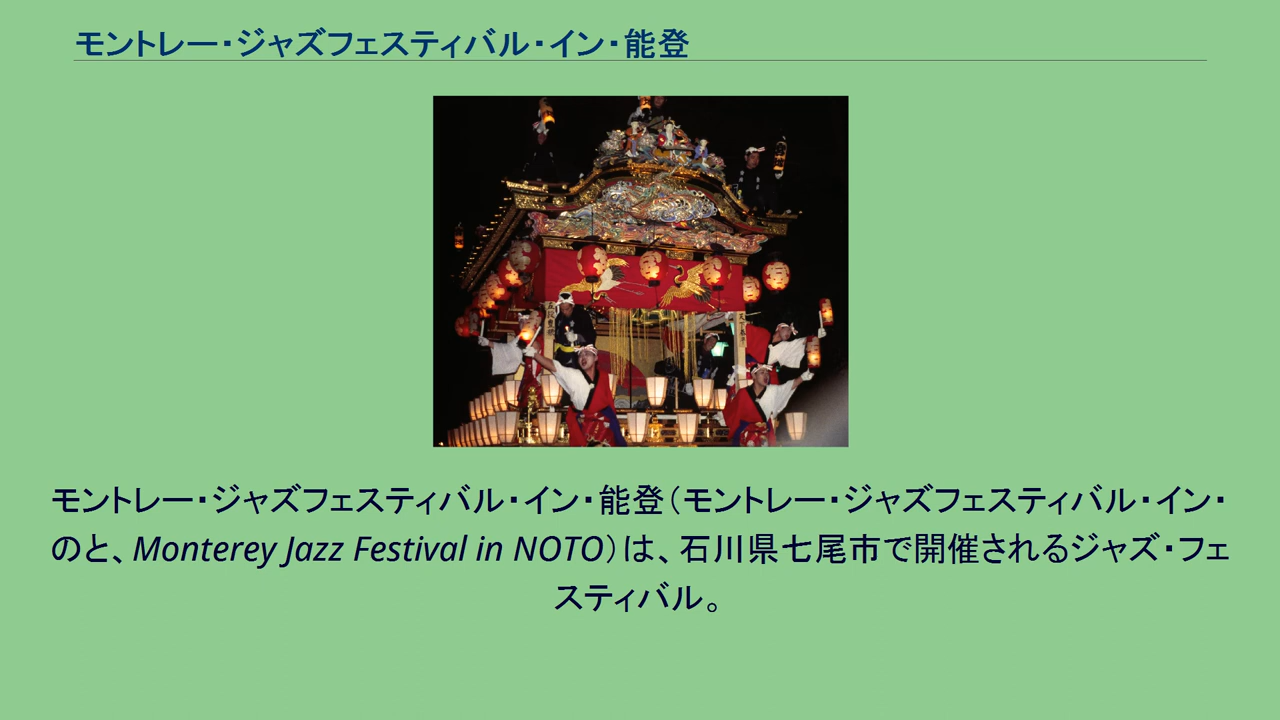 モントレー・ジャズフェスティバル・イン・能登
モントレー・ジャズフェスティバル・イン・能登（モントレー・ジャズフェスティバル・イン・
のと、Monterey Jazz Festival in NOTO）は、石川県七尾市で開催されるジャズ・フェ
スティバル。